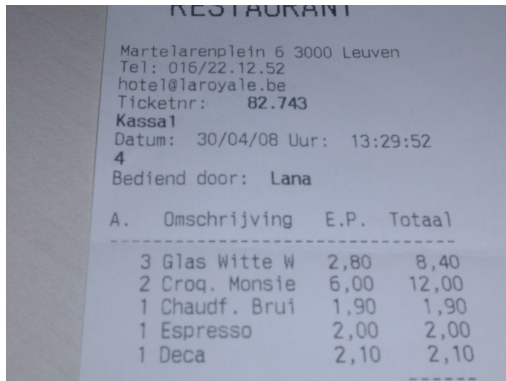 RESTAURANT
Martelarenplein 6 3000 Leuven
Tel: 016/22.12.52
hotel@laroyale.be
Ticketnr: 82.743
Kassa1
Datum: 30/04/08 Uur: 13:29:52
4
Bediend door: Lana
A. Omschrijving E.P. Totaal
3 Glas Witte W 2,80 8,40
2 Croq. Monsie 6,00 12,00
1 Chaudf. Brui 1,90 1,90
1 Espresso 2,00 2,00
1 Deca 2,10 2,10